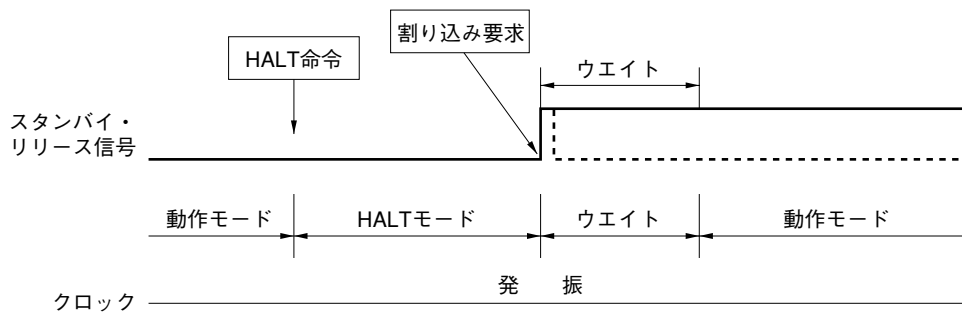 割り込み要求
HALT命令
ウエイト
スタンバイ・
リリース信号
動作モード
HALTモード
ウエイト
動作モード
発 振
クロック